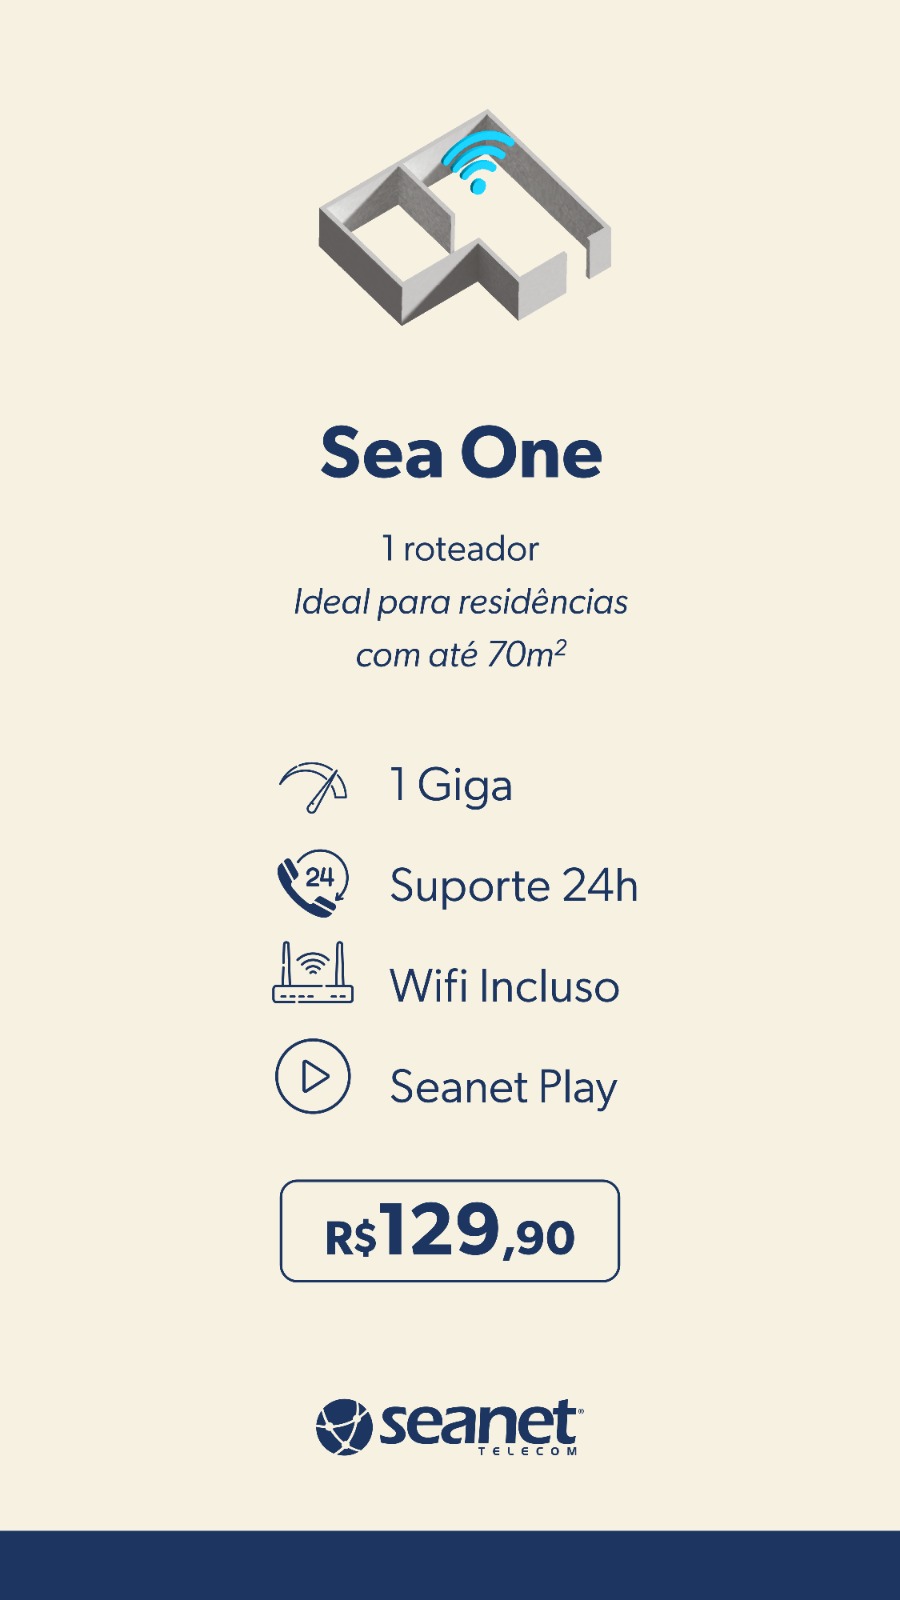 Sea One
1 roteador
Ideal para residências
com até 70m²
1 Giga
24
Suporte 24h
Wifi Incluso
Seanet Play
R$129,90
seanet®
TELECOM